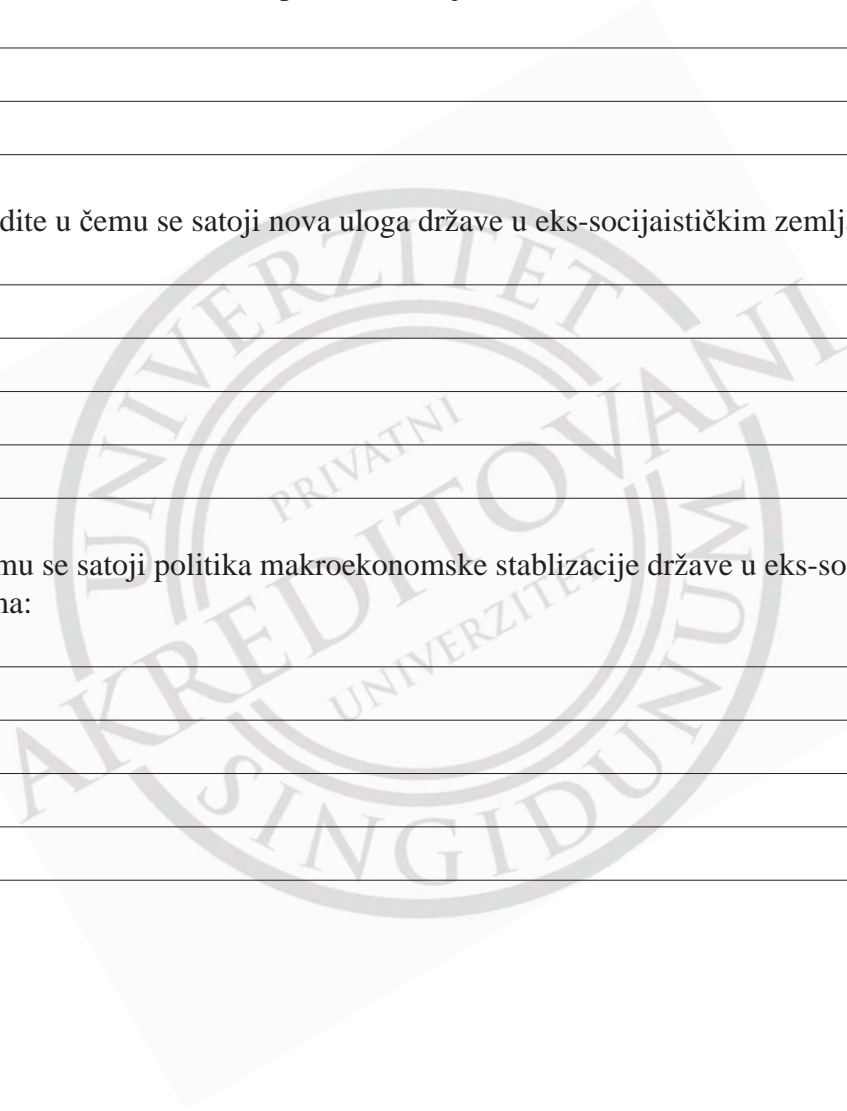 dite u čemu se satoji nova uloga države u eks-socijaističkim zemlj
mu se satoji politika makroekonomske stablizacije države u eks-so
na:
UNIVERZITET
SINGIDUNUM
AKREDITOVANI
PRIVATNI
UNIVERZITET